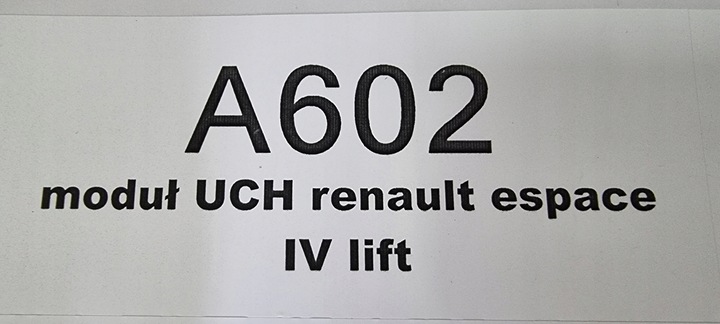 A602
moduł UCH renault espace
IV lift